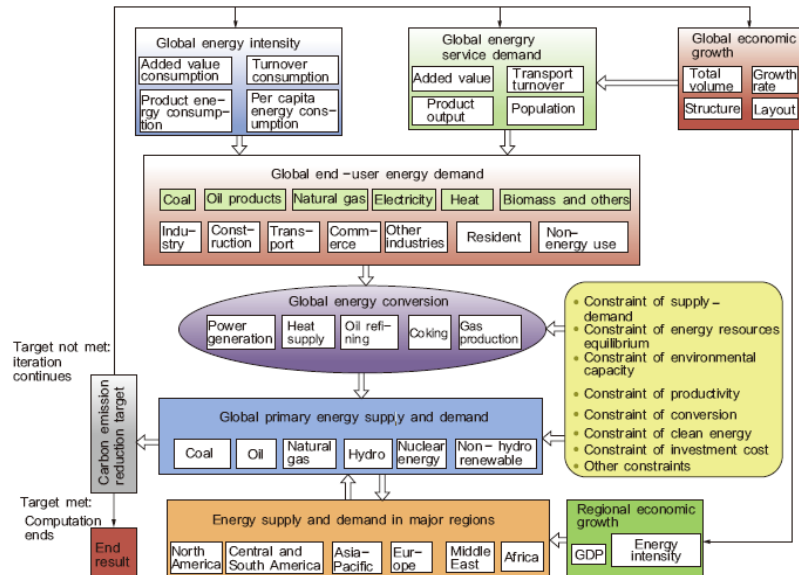 Global energy intensity
Added value
consumption
Turnover
consumption
Product ene-
rgy consump-
tion
Per capita
energy cons-
umption
Global energry
service demand
Added value
Transport
turnover
Product
output
Population
Global economic
growth
Total
volume
Growth
rate
Structure
Layout
Global end-user energy demand
Coal
Oil products
Natural gas
Electricity
Heat
Biomass and others
Indu-
stry
Const-
ruction
Trans-
port
Comm-
erce
Other
industries
Resident
Non-
energy use
Global energy conversion
Power
generation
Heat
supply
Oil refi-
ning
Coking
Gas
production
Constraint of supply-
demand
Constraint of energy resources
equilibrium
Constraint of environmental
capacity
Constraint of productivity
Constraint of conversion
Constraint of clean energy
Constraint of investment cost
Other constraints
Target not met:
iteration
continues
Carbon emission
reduction target
Global primary energy supply and demand
Coal
Oil
Natural
gas
Hydro
Nuclear
energy
Non-hydro
renewable
Target met:
Computation
ends
End
result
Energy supply and demand in major regions
North
America
Central and
South America
Asia-
Pacific
Eur-
ope
Middle
East
Africa
Regional economic
growth
GDP
Energy
intensity